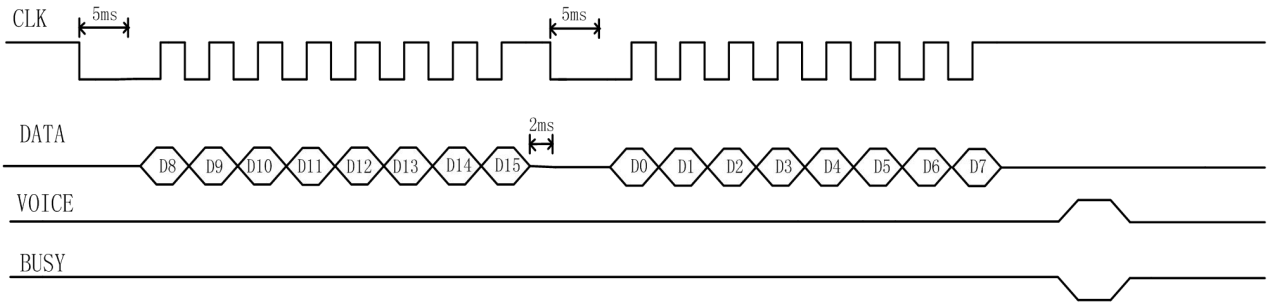 CLK 5ms 5ms
DATA 2ms
D8 D9 D10 D11 D12 D13 D14 D15 D0 D1 D2 D3 D4 D5 D6 D7
VOICE
BUSY